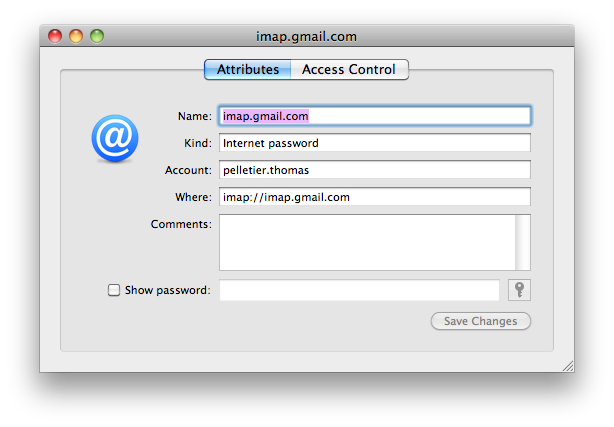 imap.gmail.com
Attributes Access Control
Name: imap.gmail.com
Kind: Internet password
Account: pelletier.thomas
Where: imap://imap.gmail.com
Comments:
Show password:
Save Changes